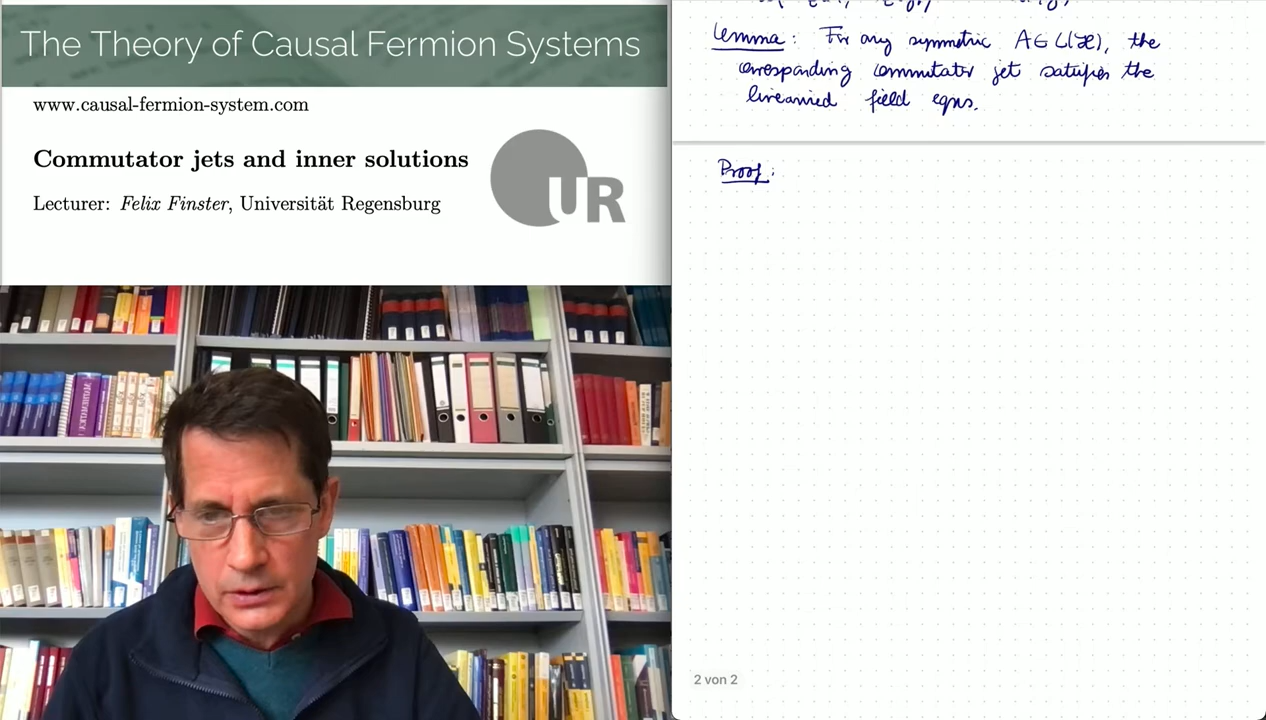 The Theory of Causal Fermion Systems
www.causal-fermion-system.com
Commutator jets and inner solutions
Lecturer: Felix Finster, Universität Regensburg
UR
Lemma: For any symmetric A ∈ L(ℋ), the
corresponding commutator jet satisfies the
linearized field eqns.
Proof:
2 von 2